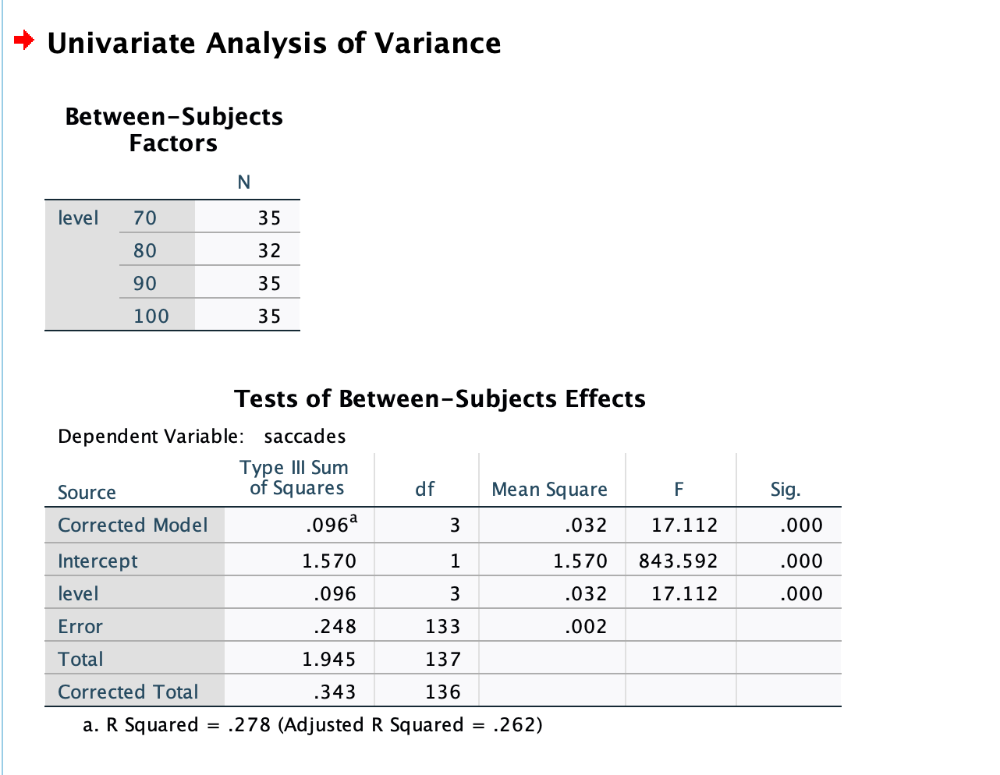 Univariate Analysis of Variance
Between-Subjects
Factors
N
level 70 35
80 32
90 35
100 35
Tests of Between-Subjects Effects
Dependent Variable: saccades
Source Type III Sum of Squares df Mean Square F Sig.
Corrected Model .096a 3 .032 17.112 .000
Intercept 1.570 1 1.570 843.592 .000
level .096 3 .032 17.112 .000
Error .248 133 .002
Total 1.945 137
Corrected Total .343 136
a. R Squared = .278 (Adjusted R Squared = .262)